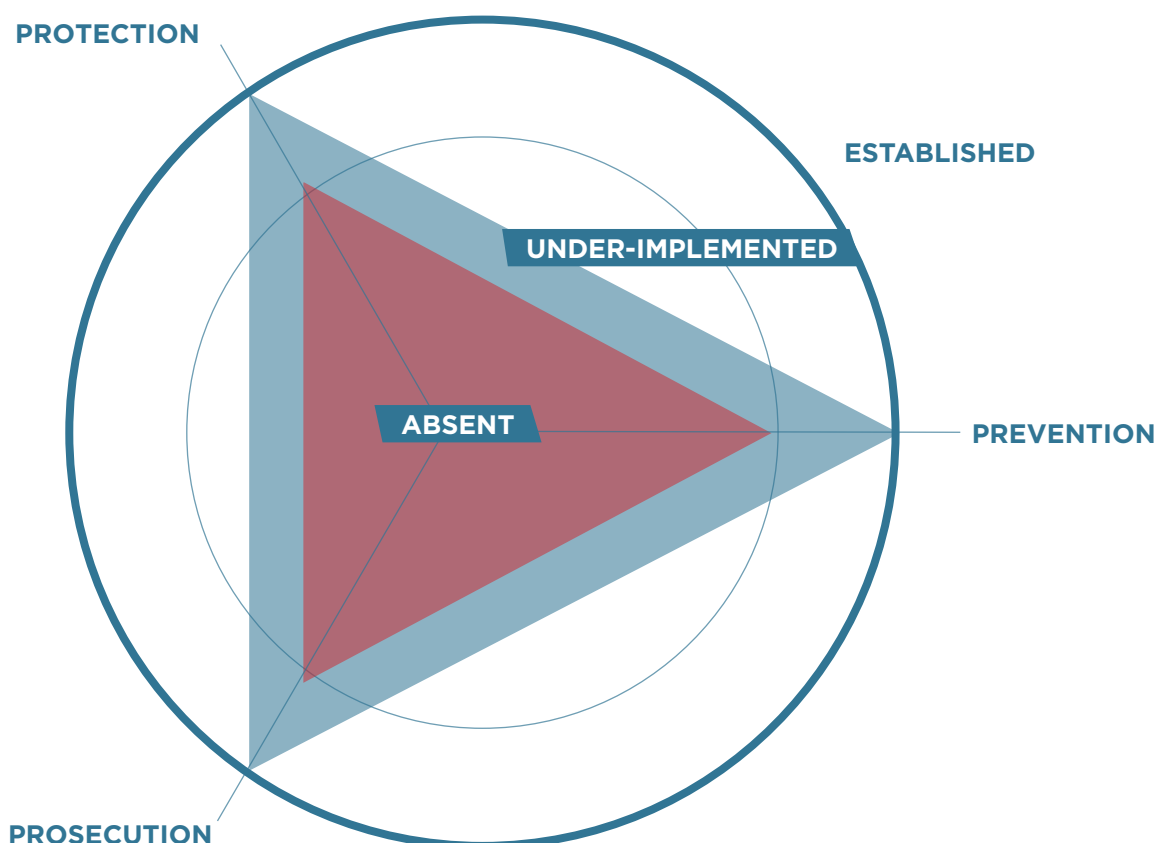 PROTECTION
ESTABLISHED
UNDER-IMPLEMENTED
ABSENT
PREVENTION
PROSECUTION